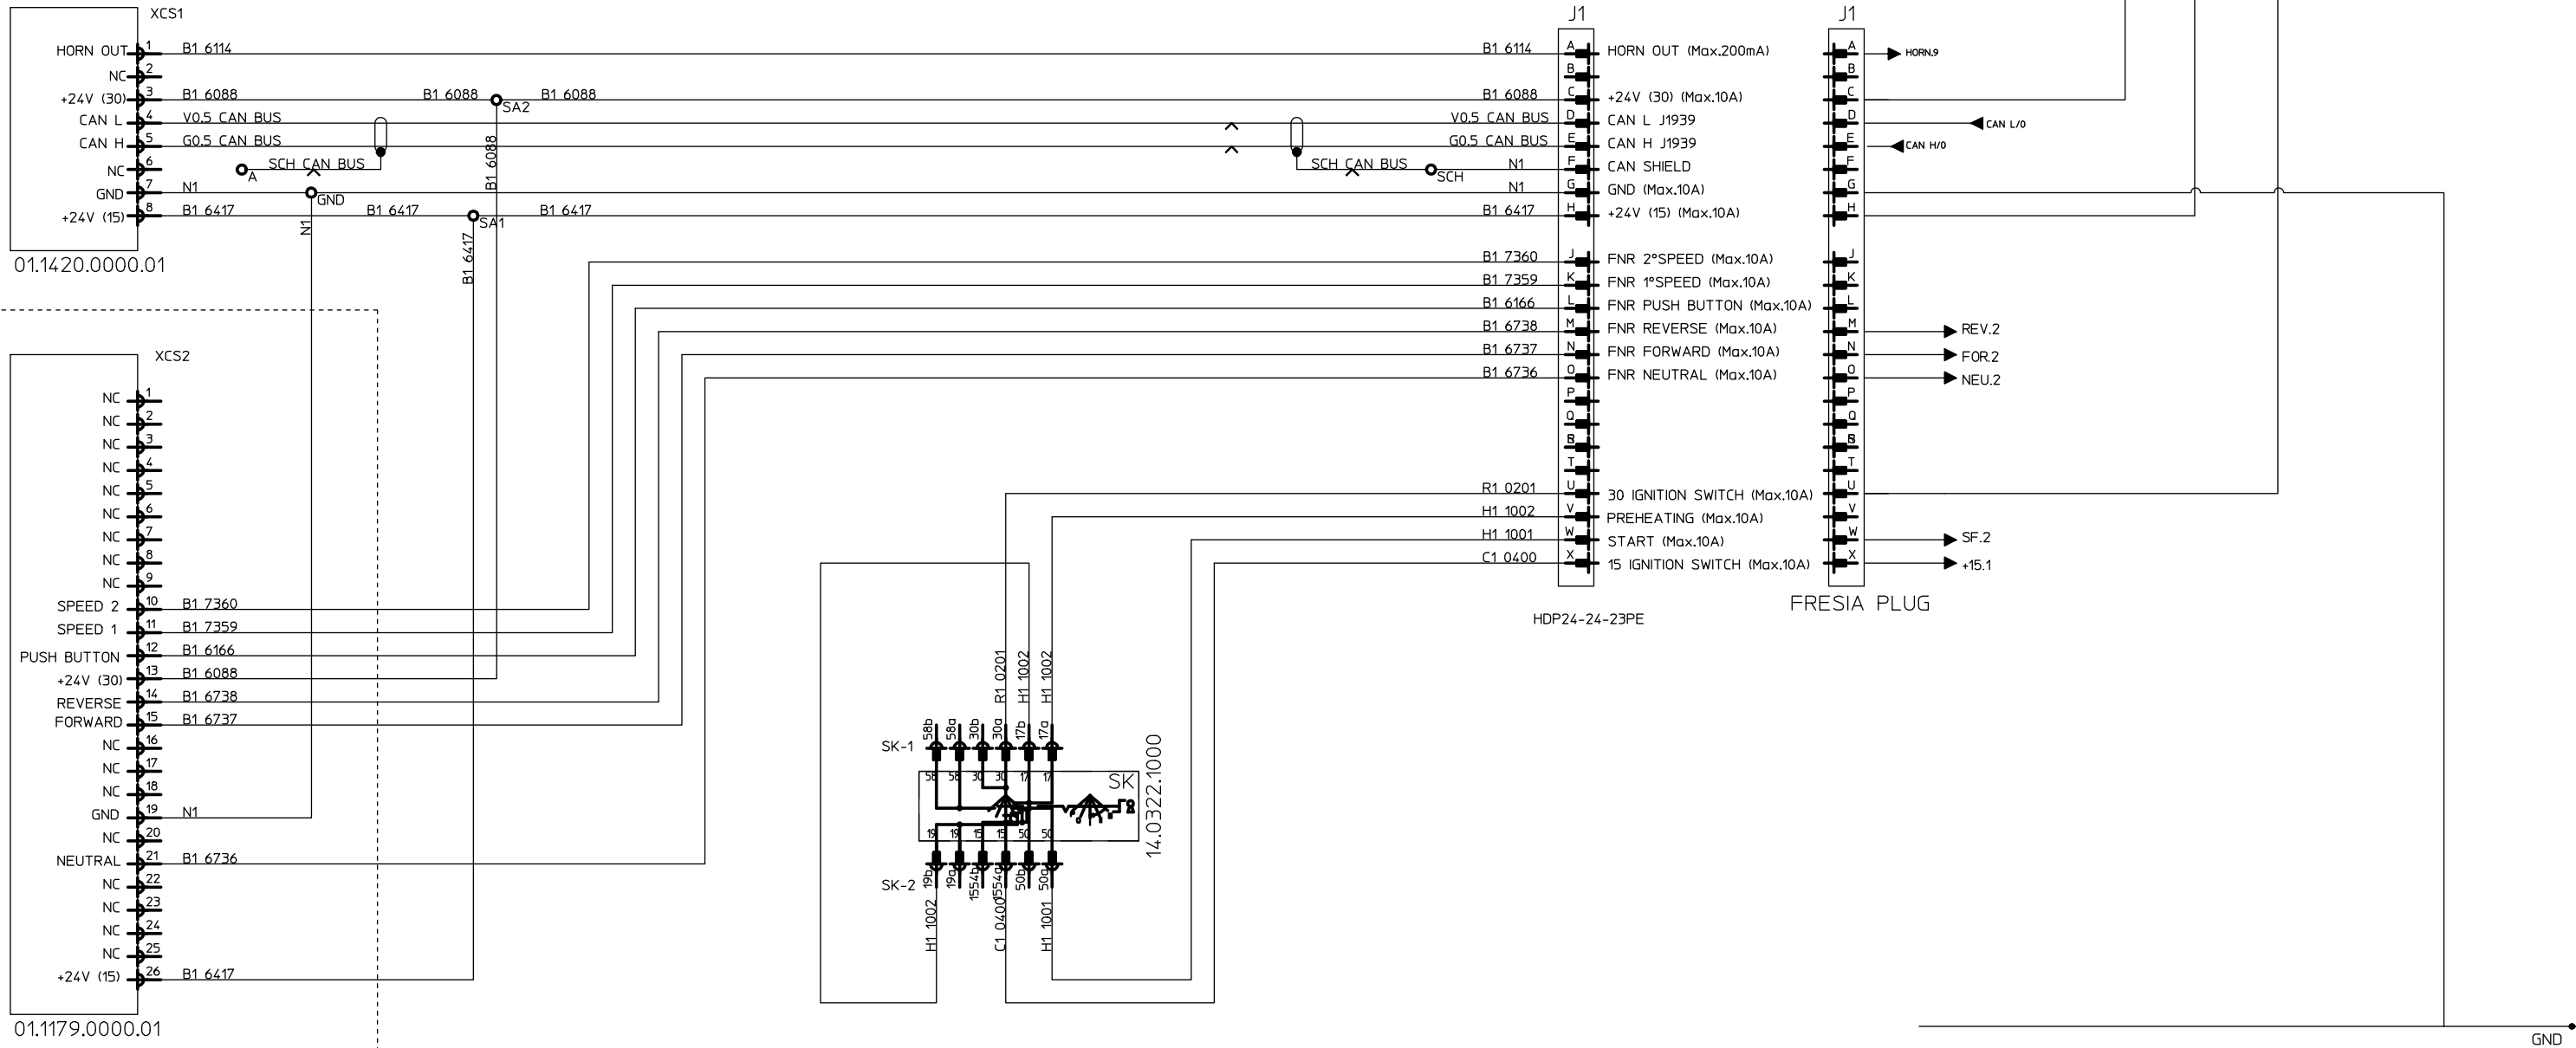 XCS1
HORN OUT 1 B1 6114
NC 2
+24V (30) 3 B1 6088 B1 6088 SA2 B1 6088
CAN L 4 V0.5 CAN BUS
CAN H 5 G0.5 CAN BUS
NC 6 A SCH CAN BUS
GND 7 N1 GND
+24V (15) 8 B1 6417 B1 6417 SA1 B1 6417
01.1420.0000.01
N1
B1 6417
B1 6088
SCH CAN BUS SCH
XCS2
NC 1
NC 2
NC 3
NC 4
NC 5
NC 6
NC 7
NC 8
NC 9
SPEED 2 10 B1 7360
SPEED 1 11 B1 7359
PUSH BUTTON 12 B1 6166
+24V (30) 13 B1 6088
REVERSE 14 B1 6738
FORWARD 15 B1 6737
NC 16
NC 17
NC 18
GND 19 N1
NC 20
NEUTRAL 21 B1 6736
NC 22
NC 23
NC 24
NC 25
+24V (15) 26 B1 6417
01.1179.0000.01
J1
B1 6114 A HORN OUT (Max.200mA)
B
B1 6088 C +24V (30) (Max.10A)
V0.5 CAN BUS D CAN L J1939
G0.5 CAN BUS E CAN H J1939
N1 F CAN SHIELD
N1 G GND (Max.10A)
B1 6417 H +24V (15) (Max.10A)
B1 7360 J FNR 2°SPEED (Max.10A)
B1 7359 K FNR 1°SPEED (Max.10A)
B1 6166 L FNR PUSH BUTTON (Max.10A)
B1 6738 M FNR REVERSE (Max.10A)
B1 6737 N FNR FORWARD (Max.10A)
B1 6736 O FNR NEUTRAL (Max.10A)
P
Q
T
R1 0201 U 30 IGNITION SWITCH (Max.10A)
H1 1002 V PREHEATING (Max.10A)
H1 1001 W START (Max.10A)
C1 0400 X 15 IGNITION SWITCH (Max.10A)
HDP24-24-23PE
J1
A HORN.9
B
C
D CAN L/0
E CAN H/0
F
G
H
J
K
L
M REV.2
N FOR.2
O NEU.2
P
Q
T
U
V
W SF.2
X +15.1
FRESIA PLUG
R1 0201
H1 1002
H1 1002
SK-1 58b 58a 30b 30a 17b 17a
58 58 30 30 17 17
SK
14.0322.1000
19 19 15 15 50 50
SK-2 19b 19a 1554b 1554a 50b 50a
H1 1002
C1 0400
H1 1001
GND